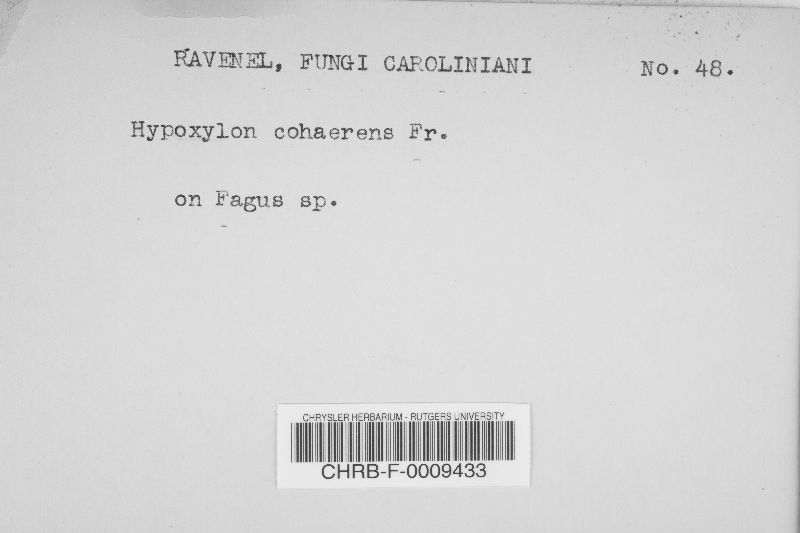 RAVENEL, FUNGI CAROLINIANI No. 48.
Hypoxylon cohaerens Fr.
on Fagus sp.
CHRYSLER HERBARIUM - RUTGERS UNIVERSITY
CHRB-F-0009433